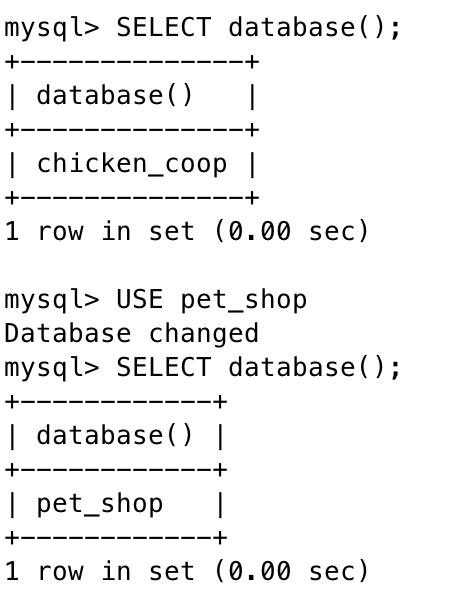 mysql> SELECT database();
+--------------+
| database()   |
+--------------+
| chicken_coop |
+--------------+
1 row in set (0.00 sec)

mysql> USE pet_shop
Database changed
mysql> SELECT database();
+------------+
| database() |
+------------+
| pet_shop   |
+------------+
1 row in set (0.00 sec)